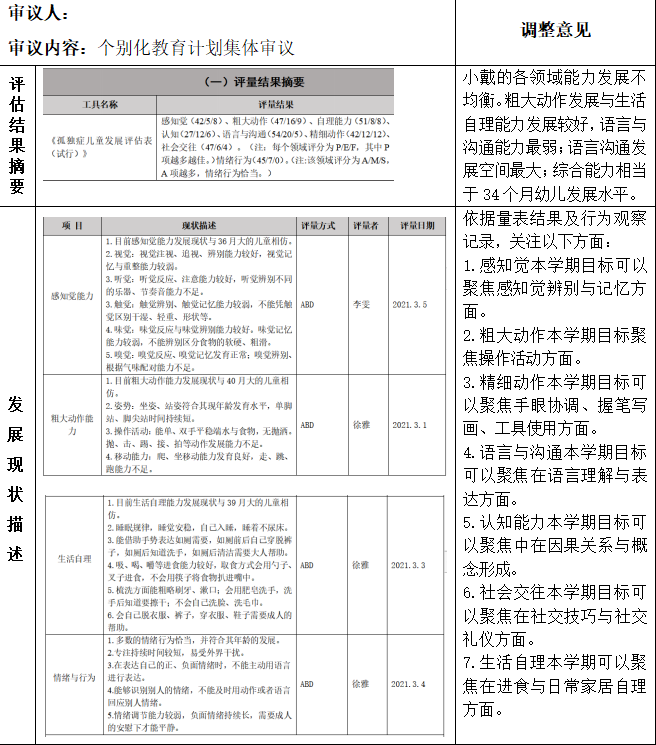 审议人：
审议内容：个别化教育计划集体审议
调整意见
评估结果摘要
（一）评量结果摘要
工具名称
评量结果
《孤独症儿童发展评估表
（试行）》
感知觉（42/5/8）、粗大动作（47/16/9）、自理能力（51/8/8）、
认知（27/12/6）、语言与沟通（54/20/5）、精细动作（42/12/12）、
社会交往（47/6/4）。（注：每个领域评分为P/E/F，其中P
项越多越佳。）情绪行为（45/7/0）。（注:该领域评分为A/M/S，
A项越多，情绪行为恰当。）
小戴的各领域能力发展不
均衡。粗大动作发展与生活
自理能力发展较好，语言与
沟通能力最弱；语言沟通发
展空间最大；综合能力相当
于34个月幼儿发展水平。
发展现状描述
项 目
现状描述
评量方式
评量者
评量日期
感知觉能力
1.目前感知觉能力发展现状与36月大的儿童相仿。
2.视觉：视觉注视、追视、辨别能力较好，视觉记
忆与重整能力较弱。
3.听觉：听觉反应、注意能力较好，听觉辨别不同
的乐器、节奏音能力不足。
3.触觉：触觉辨别、触觉记忆能力较弱，不能凭触
觉区别干湿、轻重、形状等。
4.味觉：味觉反应与味觉辨别能力较好。味觉记忆
能力较弱，不能辨别区分食物的软硬、粗滑。
5.嗅觉：嗅觉反应、嗅觉记忆发育正常；嗅觉辨别、
根据气味配对能力不足。
ABD
李雯
2021.3.5
粗大动作能
力
1.目前粗大动作能力发展现状与40月大的儿童相
仿。
2.姿势：坐姿、站姿符合其现年龄发育水平，单脚
站、脚尖站时间持续短。
3.操作活动：能单、双手平稳端水与食物，无抛洒。
抛、击、踢、接、拍等动作发展能力不足。
4.移动能力：爬、坐移动能力发育良好，走、跳、
跑能力不足。
ABD
徐雅
2021.3.1
生活自理
1.目前生活自理能力发展现状与39月大的儿童相
仿。
2.睡眠规律，睡觉安稳，自己入睡，睡着不尿床。
3.能借助手势表达如厕需要，如厕前后自己穿脱裤
子，如厕后知道洗手，如厕后清洁需要大人帮助。
4.吸、喝、嚼等进食能力较好，取食方式会用勺子、
叉子进食，不会用筷子将食物扒进嘴中。
5.梳洗方面能粗略刷牙、漱口；会用肥皂洗手，洗
手后知道要擦干；不会自己洗脸、洗毛巾。
6.会自己脱衣服、裤子，穿衣服、鞋子需要成人的
帮助。
ABD
徐雅
2021.3.3
情绪与行为
1.多数的情绪行为恰当，并符合其年龄的发展。
2.专注持续时间较短，易受外界干扰。
3.在表达自己的正、负面情绪时，不能主动用语言
进行表达。
4.能够识别别人的情绪，不能及时用动作或者语言
回应别人情绪。
5.情绪调节能力较弱，负面情绪持续长，需要成人
的安慰下才能平静。
ABD
徐雅
2021.3.4
依据量表结果及行为观察
记录，关注以下方面：
1.感知觉本学期目标可以
聚焦感知觉辨别与记忆方
面。
2.粗大动作本学期目标聚
焦操作活动方面。
3.精细动作本学期目标可
以聚焦手眼协调、握笔写
画、工具使用方面。
4.语言与沟通本学期目标
可以聚焦在语言理解与表
达方面。
5.认知能力本学期目标可
以聚焦中在因果关系与概
念形成。
6.社会交往本学期目标可
以聚焦在社交技巧与社交
礼仪方面。
7.生活自理本学期可以聚
焦在进食与日常家居自理
方面。